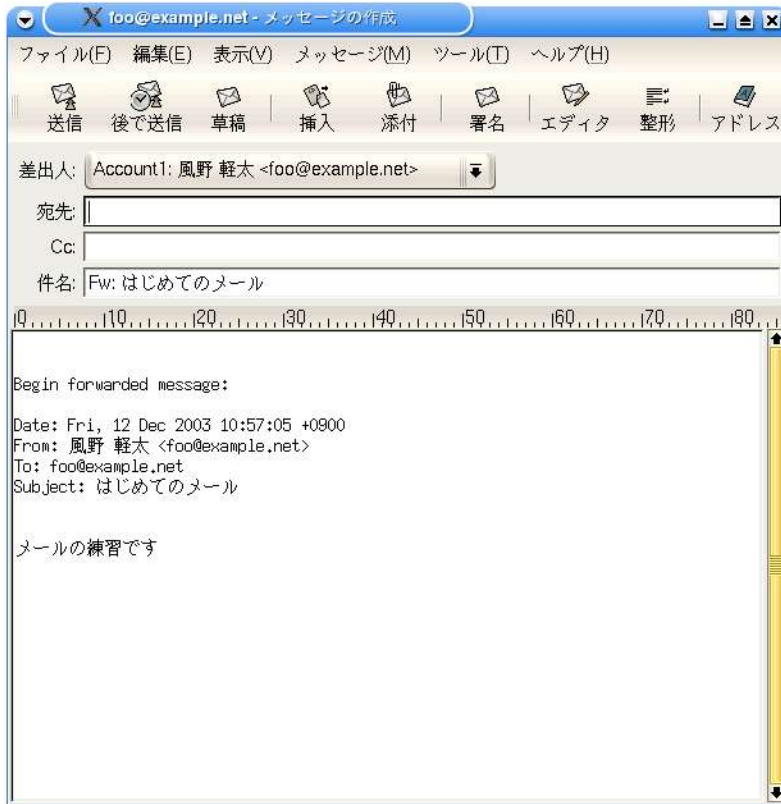 foo@example.net - メッセージの作成
ファイル(F) 編集(E) 表示(V) メッセージ(M) ツール(T) ヘルプ(H)
送信 後で送信 草稿 挿入 添付 署名 エディタ 整形 アドレス
差出人: Account1: 風野 軽太 <foo@example.net>
宛先:
Cc:
件名: Fw: はじめてのメール
0 10 20 30 40 50 60 70 80
Begin forwarded message:
Date: Fri, 12 Dec 2003 10:57:05 +0900
From: 風野 軽太 <foo@example.net>
To: foo@example.net
Subject: はじめてのメール
メールの練習です